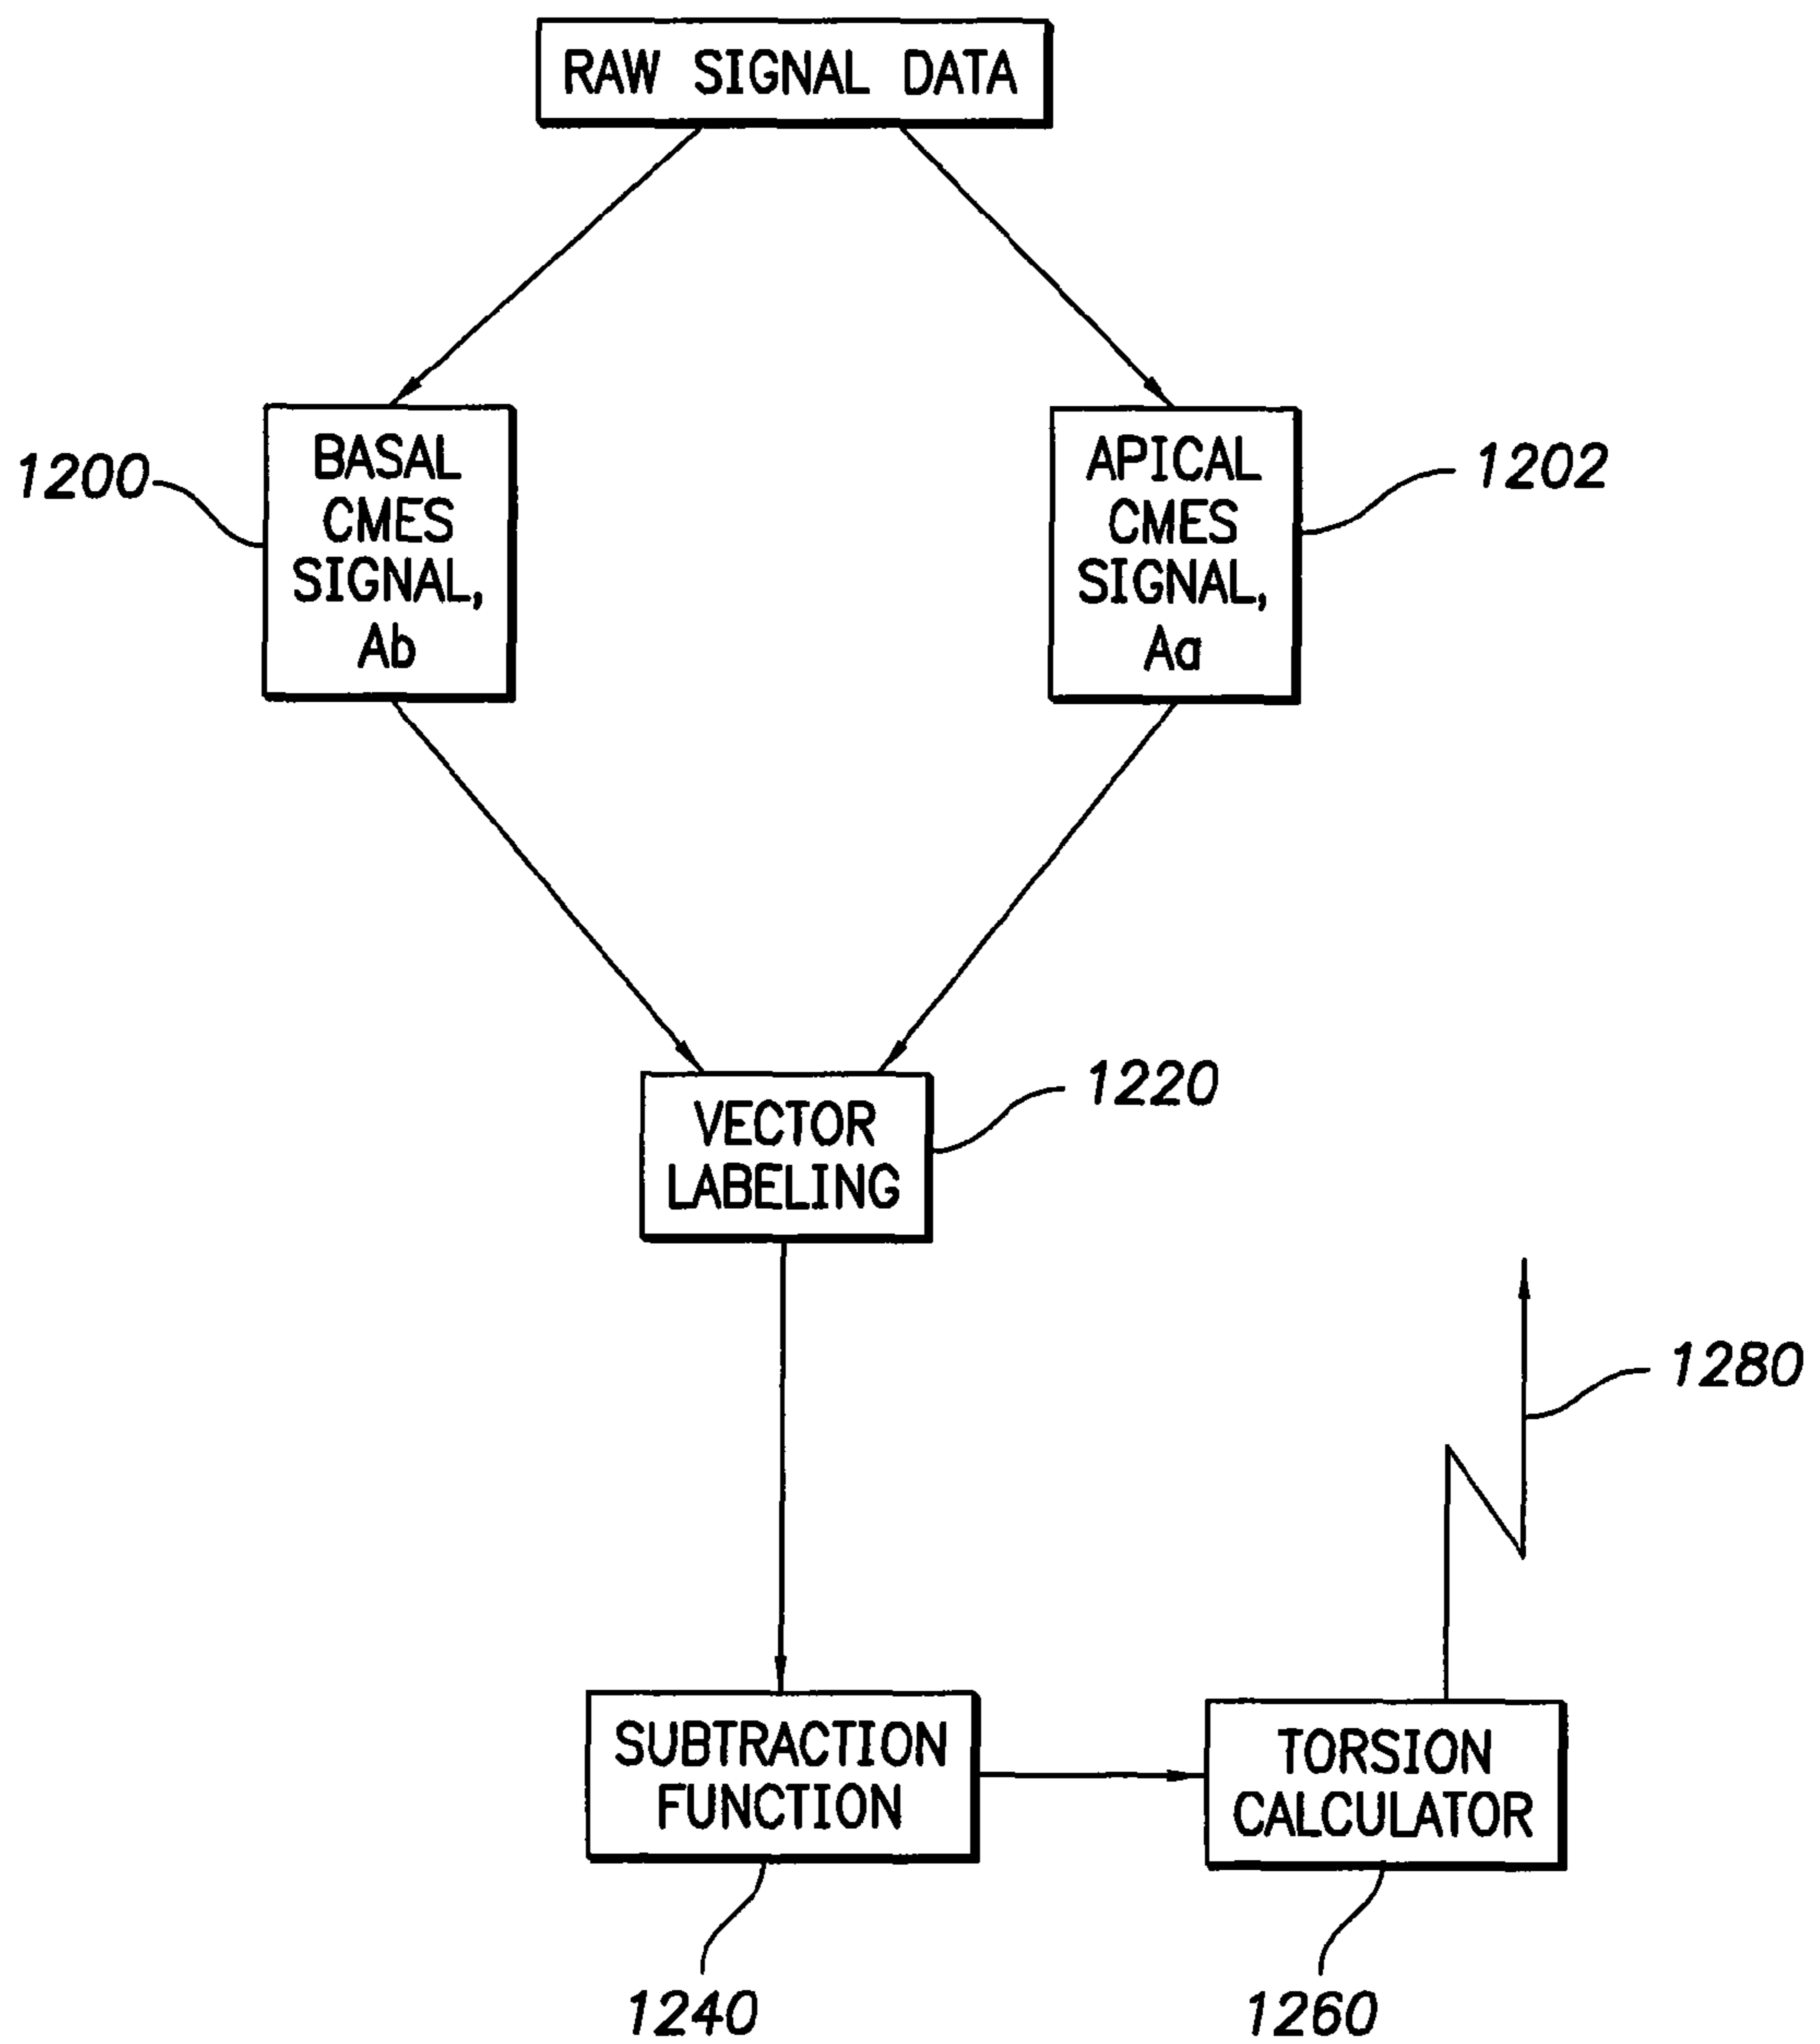 RAW SIGNAL DATA
1200
BASAL
CMES
SIGNAL,
Ab
APICAL
CMES
SIGNAL,
Aa
1202
VECTOR
LABELING
1220
1280
SUBTRACTION
FUNCTION
TORSION
CALCULATOR
1240
1260